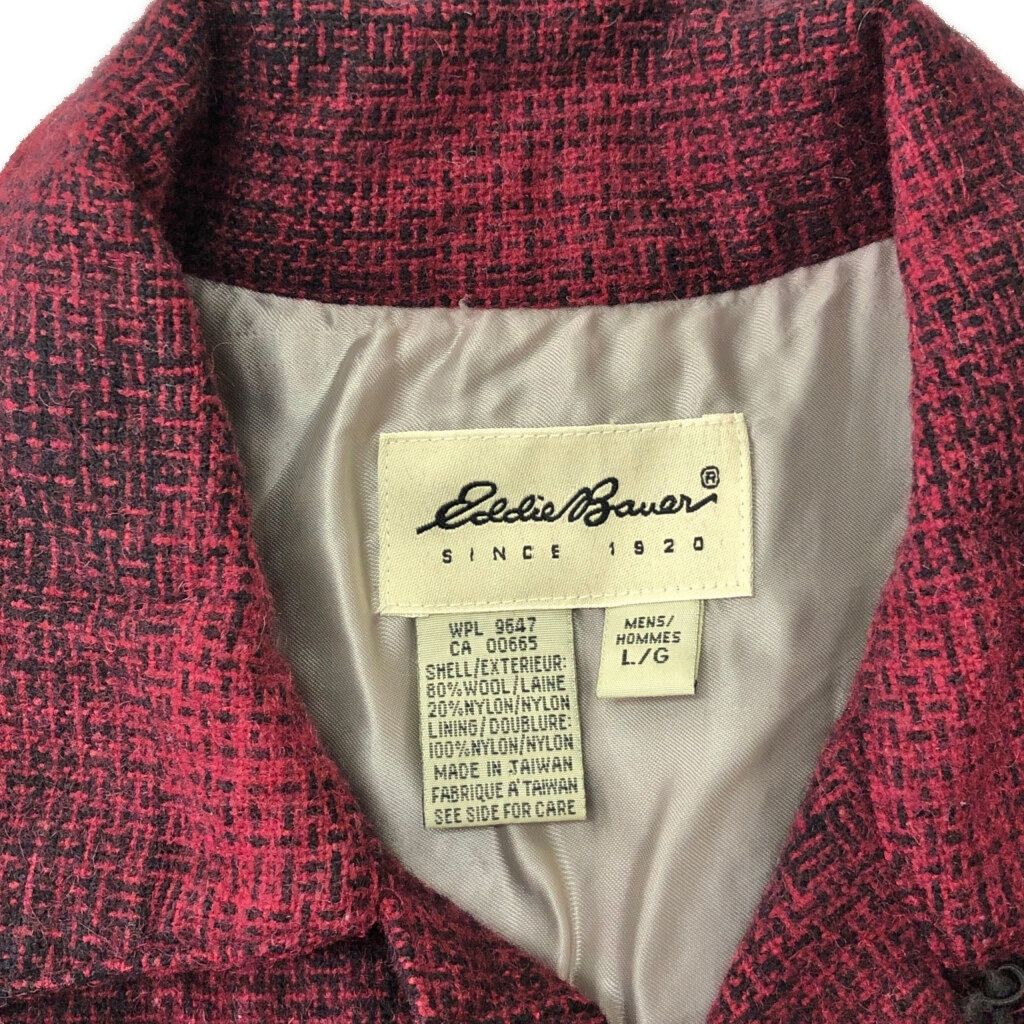 Eddie Bauer®
SINCE 1920
WPL 9647
CA 00665
SHELL/EXTERIEUR:
80%WOOL/LAINE
20%NYLON/NYLON
LINING/DOUBLURE:
100%NYLON/NYLON
MADE IN TAIWAN
FABRIQUE A'TAIWAN
SEE SIDE FOR CARE
MENS/
HOMMES
L/G